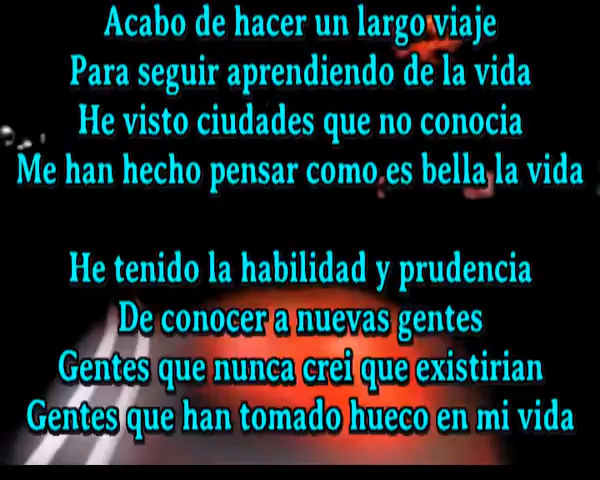 Acabo de hacer un largo viaje
Para seguir aprendiendo de la vida
He visto ciudades que no conocia
Me han hecho pensar como es bella la vida
He tenido la habilidad y prudencia
De conocer a nuevas gentes
Gentes que nunca crei que existirian
Gentes que han tomado hueco en mi vida